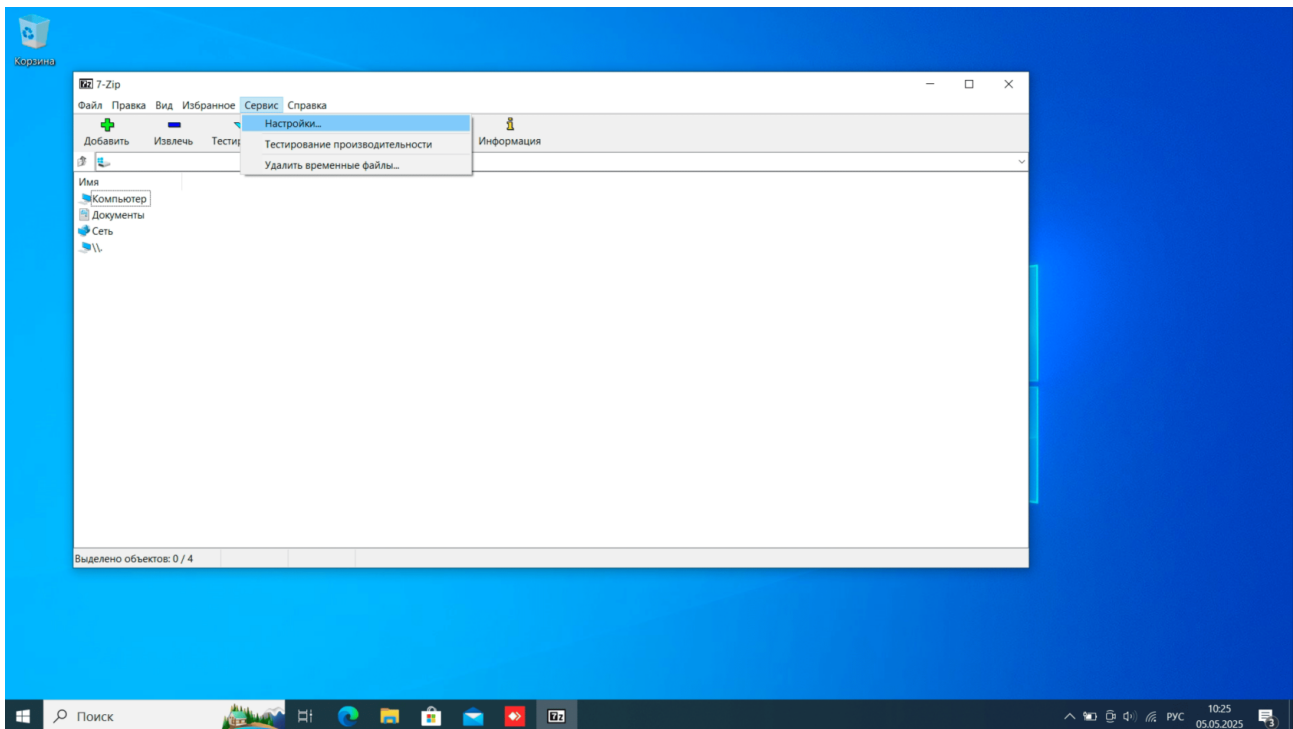 Корзина
7-Zip
Файл Правка Вид Избранное Сервис Справка
Настройки...
Тестирование производительности
Удалить временные файлы...
Добавить Извлечь Информация
Имя
Компьютер
Документы
Сеть
\\.
Выделено объектов: 0 / 4
Поиск
РУС
10:25
05.05.2025
3